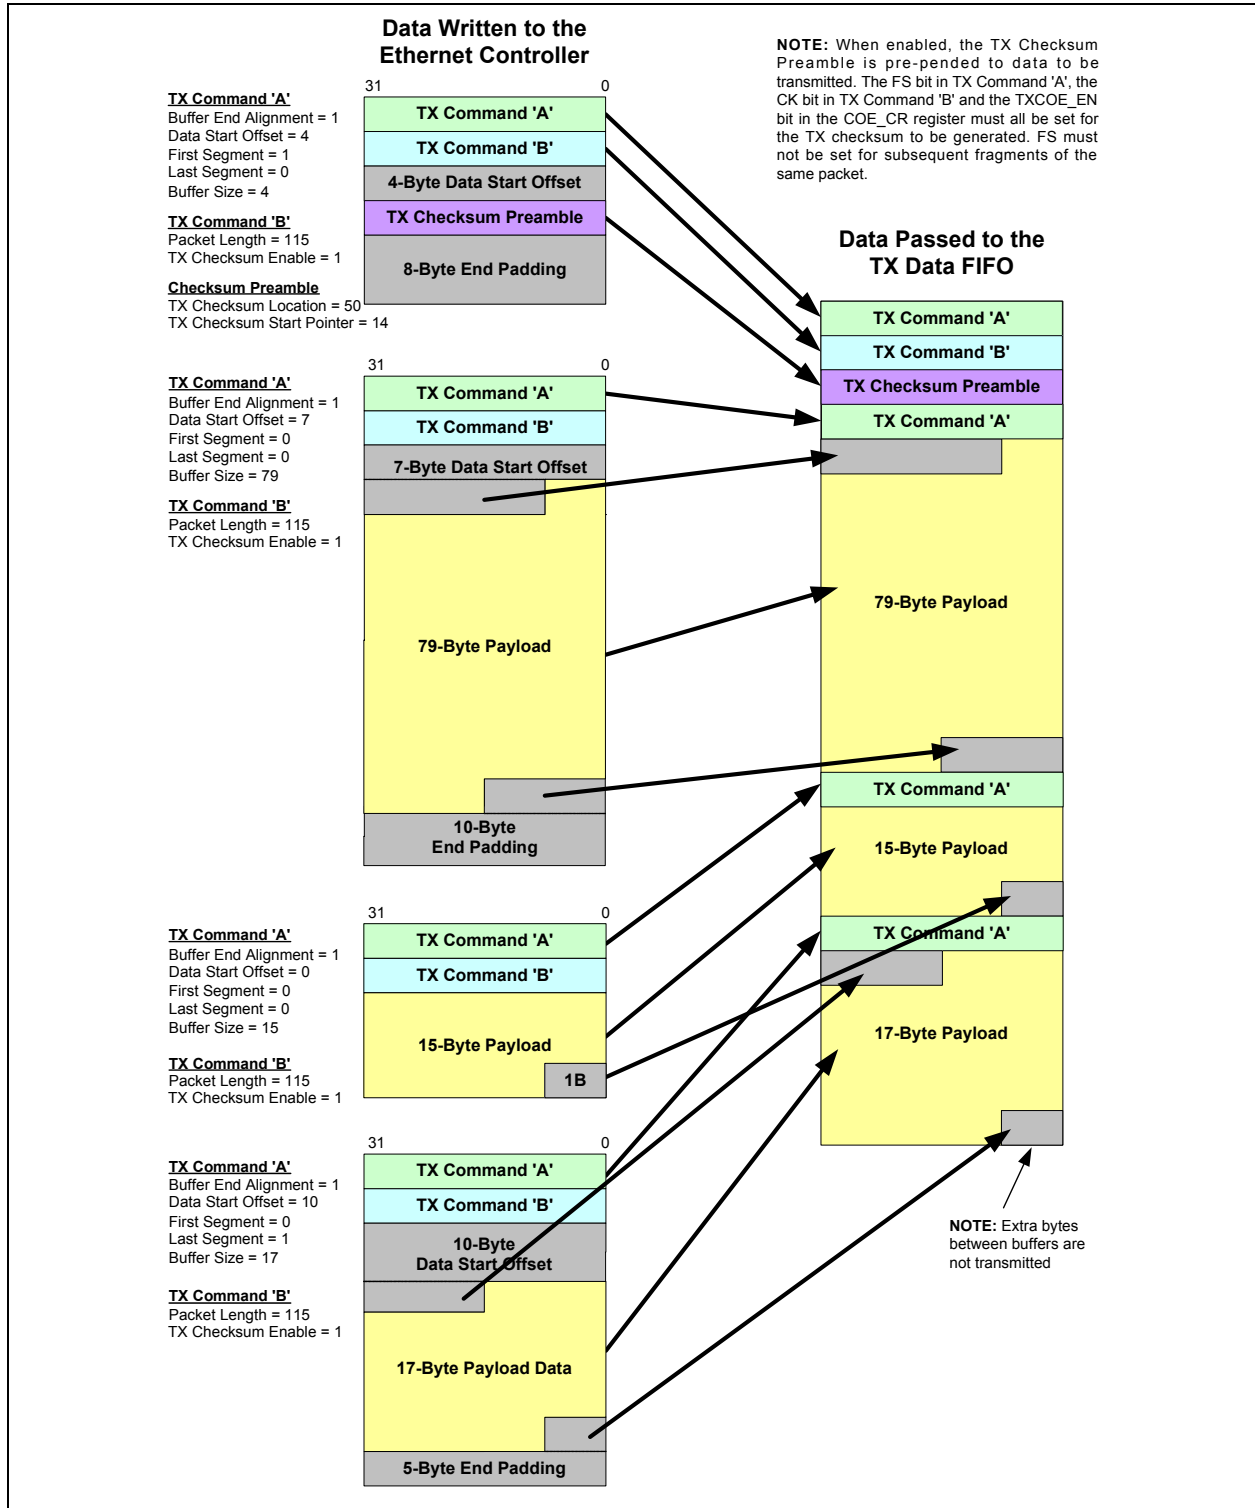 Data Written to the
Ethernet Controller
NOTE: When enabled, the TX Checksum
Preamble is pre-pended to data to be
transmitted. The FS bit in TX Command 'A', the
CK bit in TX Command 'B' and the TXCOE_EN
bit in the COE_CR register must all be set for
the TX checksum to be generated. FS must
not be set for subsequent fragments of the
same packet.
31
0
TX Command 'A'
Buffer End Alignment = 1
Data Start Offset = 4
First Segment = 1
Last Segment = 0
Buffer Size = 4
TX Command 'B'
Packet Length = 115
TX Checksum Enable = 1
Checksum Preamble
TX Checksum Location = 50
TX Checksum Start Pointer = 14
TX Command 'A'
TX Command 'B'
4-Byte Data Start Offset
TX Checksum Preamble
8-Byte End Padding
31
0
TX Command 'A'
Buffer End Alignment = 1
Data Start Offset = 7
First Segment = 0
Last Segment = 0
Buffer Size = 79
TX Command 'B'
Packet Length = 115
TX Checksum Enable = 1
TX Command 'A'
TX Command 'B'
7-Byte Data Start Offset
79-Byte Payload
10-Byte
End Padding
31
0
TX Command 'A'
Buffer End Alignment = 1
Data Start Offset = 0
First Segment = 0
Last Segment = 0
Buffer Size = 15
TX Command 'B'
Packet Length = 115
TX Checksum Enable = 1
TX Command 'A'
TX Command 'B'
15-Byte Payload
1B
31
0
TX Command 'A'
Buffer End Alignment = 1
Data Start Offset = 10
First Segment = 0
Last Segment = 1
Buffer Size = 17
TX Command 'B'
Packet Length = 115
TX Checksum Enable = 1
TX Command 'A'
TX Command 'B'
10-Byte
Data Start Offset
17-Byte Payload Data
5-Byte End Padding
Data Passed to the
TX Data FIFO
TX Command 'A'
TX Command 'B'
TX Checksum Preamble
TX Command 'A'
79-Byte Payload
TX Command 'A'
15-Byte Payload
TX Command 'A'
17-Byte Payload
NOTE: Extra bytes
between buffers are
not transmitted